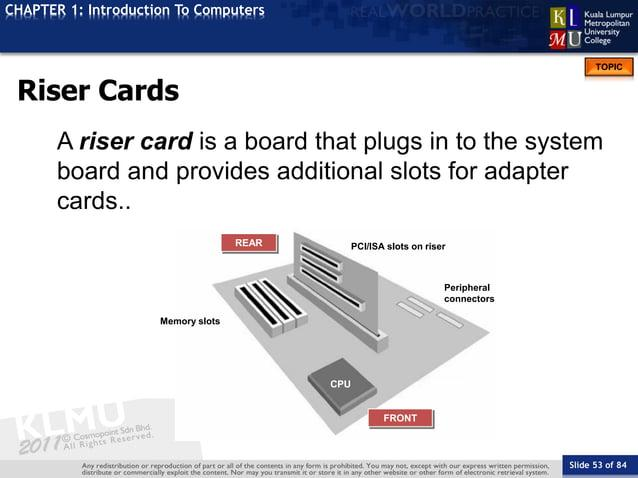 CHAPTER 1: Introduction To Computers
REALWORLDPRACTICE
KL
MU
Kuala Lumpur
Metropolitan
University
College
TOPIC
Riser Cards
A riser card is a board that plugs in to the system
board and provides additional slots for adapter
cards..
REAR
PCI/ISA slots on riser
Peripheral
connectors
Memory slots
CPU
FRONT
KLMU
2011© Cosmopoint Sdn Bhd.
All Rights Reserved.
Any redistribution or reproduction of part or all of the contents in any form is prohibited. You may not, except with our express written permission,
distribute or commercially exploit the content. Nor may you transmit it or store it in any other website or other form of electronic retrieval system.
Slide 53 of 84